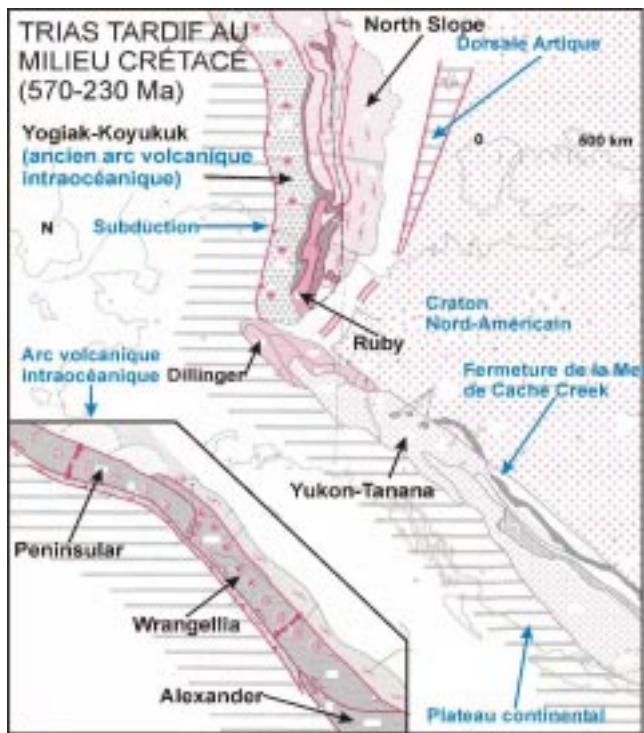 TRIAS TARDIF AU
MILIEU CRÉTACÉ
(570-230 Ma)
North Slope
Dorsale Artique
0
500 km
Yogiak-Koyukuk
(ancien arc volcanique
intraocéanique)
N
Subduction
Craton
Nord-Américain
Ruby
Arc volcanique
intraocéanique
Dillinger
Fermeture de la Me
de Cache Creek
Yukon-Tanana
Peninsular
Wrangellia
Alexander
Plateau continental